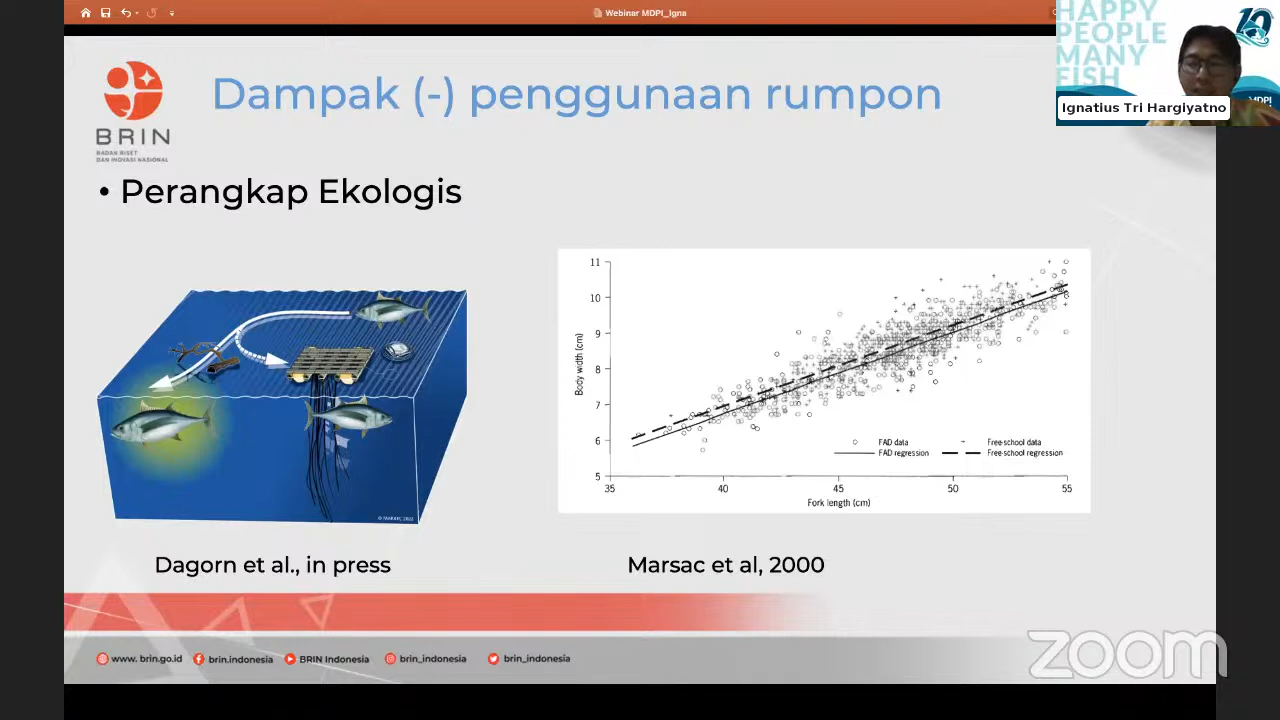 Webinar MDPI_Igna
HAPPY
PEOPLE
MANY
FISH
10
MDPI
Ignatius Tri Hargiyatno
BRIN
BADAN RISET
DAN INOVASI NASIONAL
Dampak (-) penggunaan rumpon
• Perangkap Ekologis
11
10
9
8
7
6
5
35
40
45
50
55
Body width (cm)
Fork length (cm)
FAD data
Free-school data
FAD regression
Free-school regression
Dagorn et al., in press
Marsac et al, 2000
www. brin.go.id
brin.indonesia
BRIN Indonesia
brin_indonesia
brin_indonesia
zoom